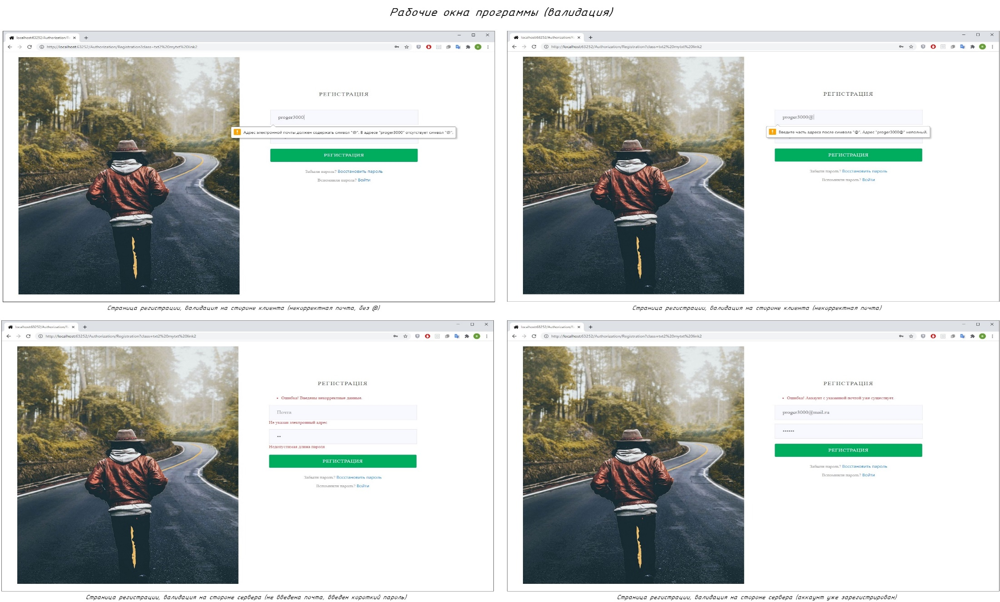 Рабочие окна программы (валидация)
localhost:63252/Authorization/Re
http://localhost:63252/Authorization/Registration?class=txt2%20mytxt%20link2
РЕГИСТРАЦИЯ
proger3000
Адрес электронной почты должен содержать символ "@". В адресе "proger3000" отсутствует символ "@".
РЕГИСТРАЦИЯ
Забыли пароль? Восстановить пароль
Вспомнили пароль? Войти
Страница регистрации, валидация на стороне клиента (некорректная почта, без @)
localhost:63252/Authorization/Re
http://localhost:63252/Authorization/Registration?class=txt2%20mytxt%20link2
РЕГИСТРАЦИЯ
proger3000@
Введите часть адреса после символа "@". Адрес "proger3000@" неполный.
РЕГИСТРАЦИЯ
Забыли пароль? Восстановить пароль
Вспомнили пароль? Войти
Страница регистрации, валидация на стороне клиента (некорректная почта)
localhost:63252/Authorization/Re
http://localhost:63252/Authorization/Registration?class=txt2%20mytxt%20link2
РЕГИСТРАЦИЯ
• Ошибка! Введены некорректные данные.
Почта
Не указан электронный адрес
••
Недопустимая длина пароля
РЕГИСТРАЦИЯ
Забыли пароль? Восстановить пароль
Вспомнили пароль? Войти
Страница регистрации, валидация на стороне сервера (не введена почта, введен короткий пароль)
localhost:63252/Authorization/Re
http://localhost:63252/Authorization/Registration?class=txt2%20mytxt%20link2
РЕГИСТРАЦИЯ
• Ошибка! Аккаунт с указанной почтой уже существует.
proger3000@mail.ru
••••••
РЕГИСТРАЦИЯ
Забыли пароль? Восстановить пароль
Вспомнили пароль? Войти
Страница регистрации, валидация на стороне сервера (аккаунт уже зарегистрирован)